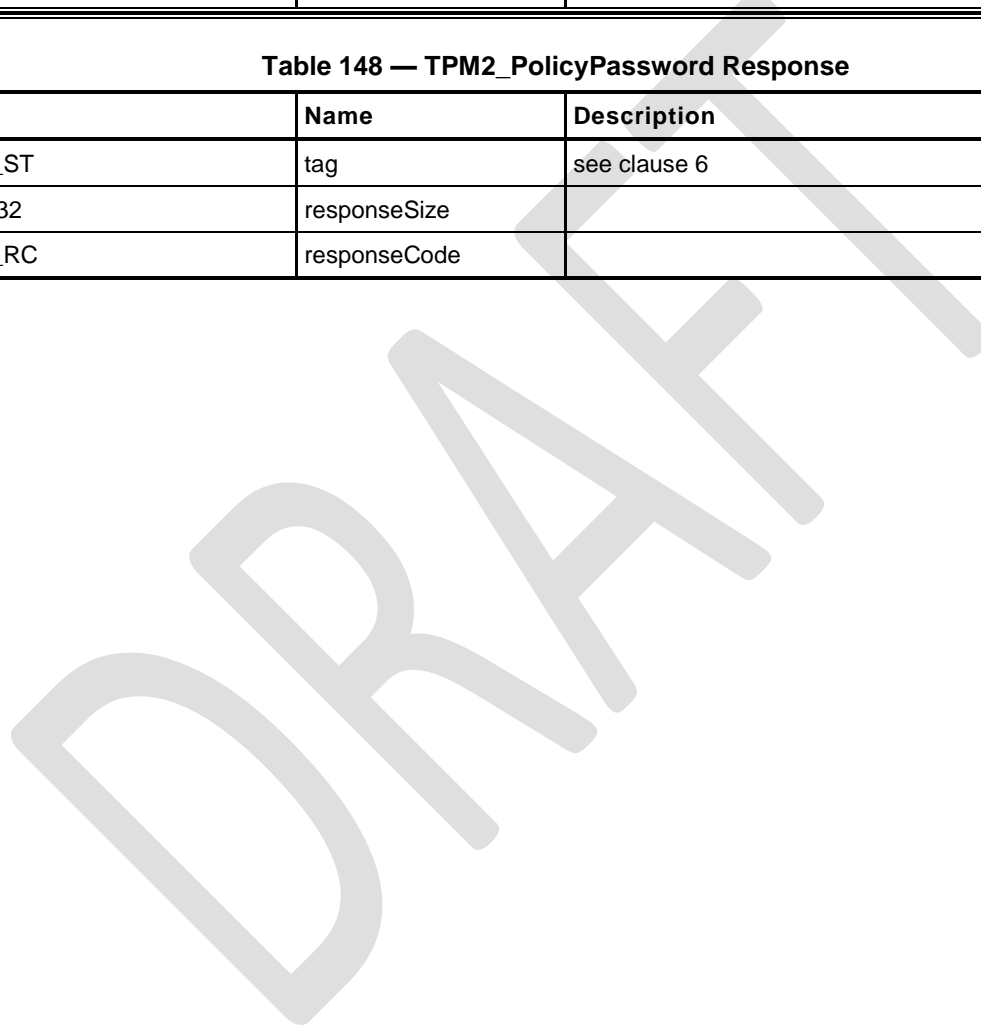 Table 148 — TPM2_PolicyPassword Response
Name Description
_ST tag see clause 6
32 responseSize
_RC responseCode
DRAFT